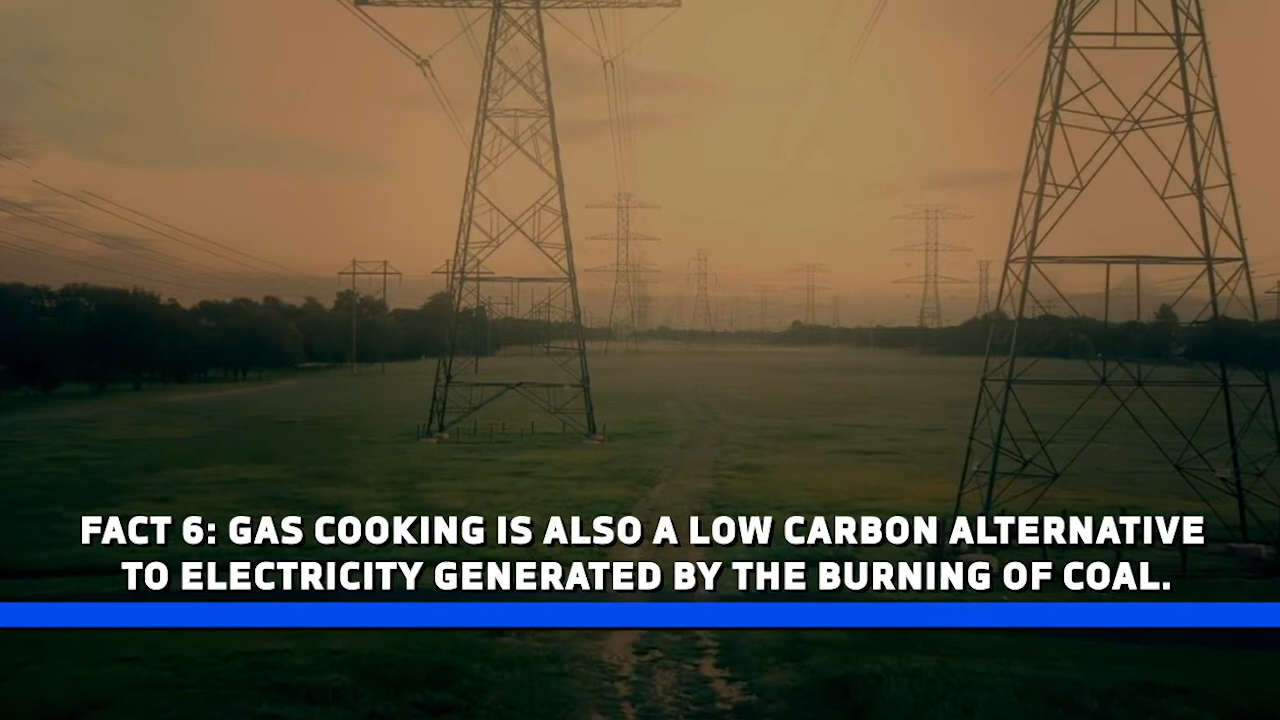 FACT 6: GAS COOKING IS ALSO A LOW CARBON ALTERNATIVE
TO ELECTRICITY GENERATED BY THE BURNING OF COAL.